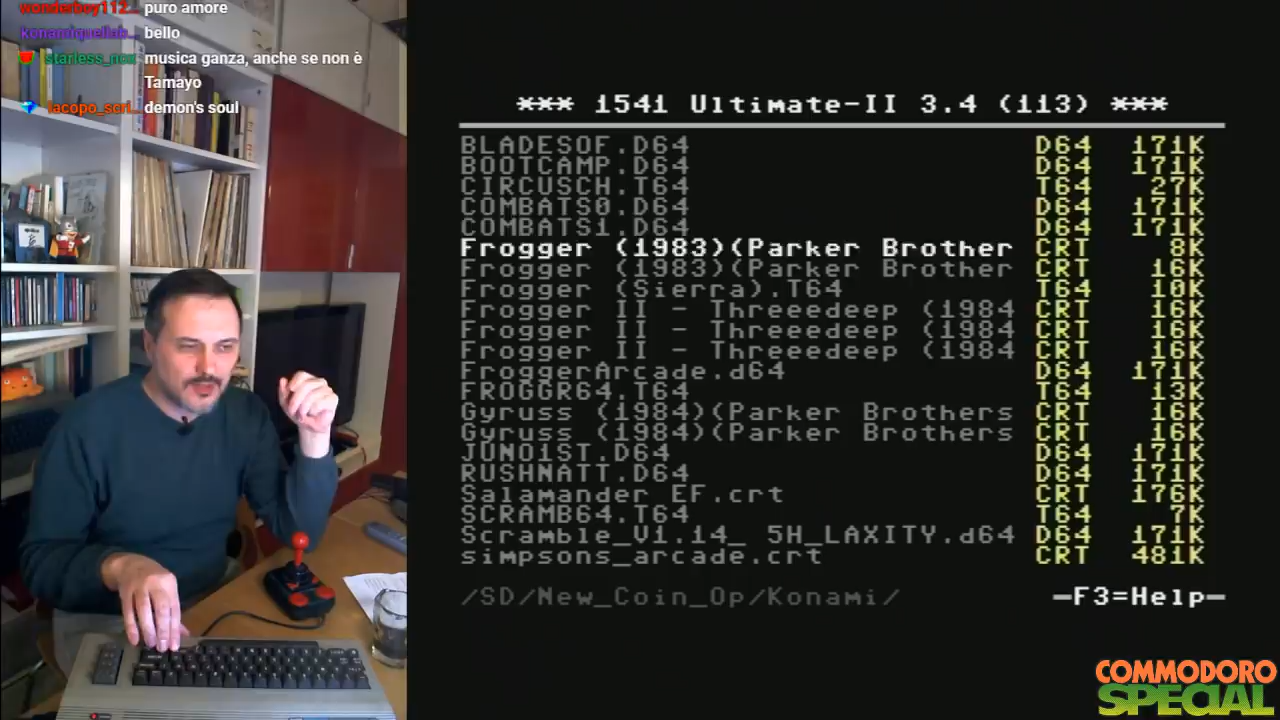 wonderboy112… puro amore
konamiquellab… bello
starless_nou musica ganza, anche se non è
Tamayo
iacopo_scri… demon's soul
*** 1541 Ultimate-II 3.4 (113) ***
BLADESOF.D64 D64 171K
BOOTCAMP.D64 D64 171K
CIRCUSCH.T64 T64 27K
COMBATS0.D64 D64 171K
COMBATS1.D64 D64 171K
Frogger (1983)(Parker Brother CRT 8K
Frogger (1983)(Parker Brother CRT 16K
Frogger (Sierra).T64 T64 10K
Frogger II - Threeedeep (1984 CRT 16K
Frogger II - Threeedeep (1984 CRT 16K
Frogger II - Threeedeep (1984 CRT 16K
FroggerArcade.d64 D64 171K
FROGGR64.T64 T64 13K
Gyruss (1984)(Parker Brothers CRT 16K
Gyruss (1984)(Parker Brothers CRT 16K
JUNO1ST.D64 D64 171K
RUSHNATT.D64 D64 171K
Salamander_EF.crt CRT 176K
SCRAMB64.T64 T64 7K
Scramble_V1.14_ 5H_LAXITY.d64 D64 171K
simpsons_arcade.crt CRT 481K
/SD/New_Coin_Op/Konami/ —F3=Help—
COMMODORO
SPECIAL